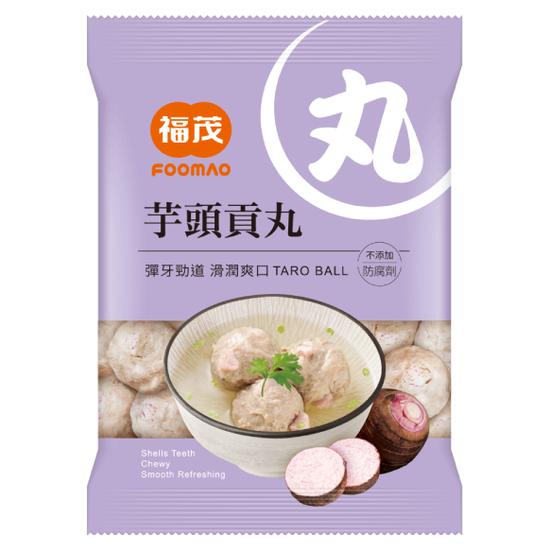 丸
福茂
FOOMAO
芋頭貢丸
彈牙勁道 滑潤爽口 TARO BALL
不添加
防腐劑
Shells Teeth
Chewy
Smooth Refreshing